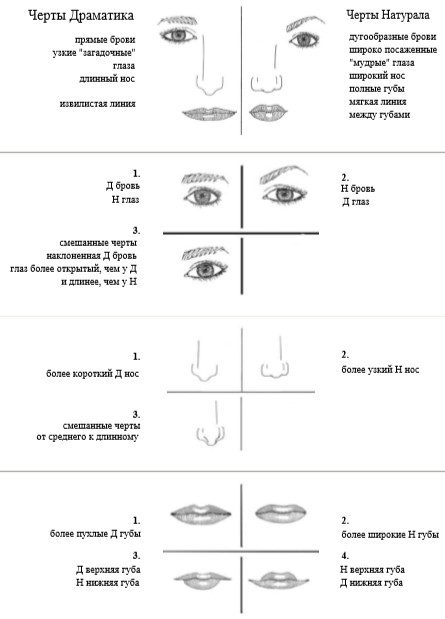 Черты Драматика
прямые брови
узкие "загадочные"
глаза
длинный нос
извилистая линия
Черты Натурала
дугообразные брови
широко посаженные
"мудрые" глаза
широкий нос
полные губы
мягкая линия
между губами
1.
Д бровь
Н глаз
2.
Н бровь
Д глаз
3.
смешанные черты
наклоненная Д бровь
глаз более открытый, чем у Д
и длинее, чем у Н
1.
более короткий Д нос
2.
более узкий Н нос
3.
смешанные черты
от среднего к длинному
1.
более пухлые Д губы
2.
более широкие Н губы
3.
Д верхняя губа
Н нижняя губа
4.
Н верхняя губа
Д нижняя губа